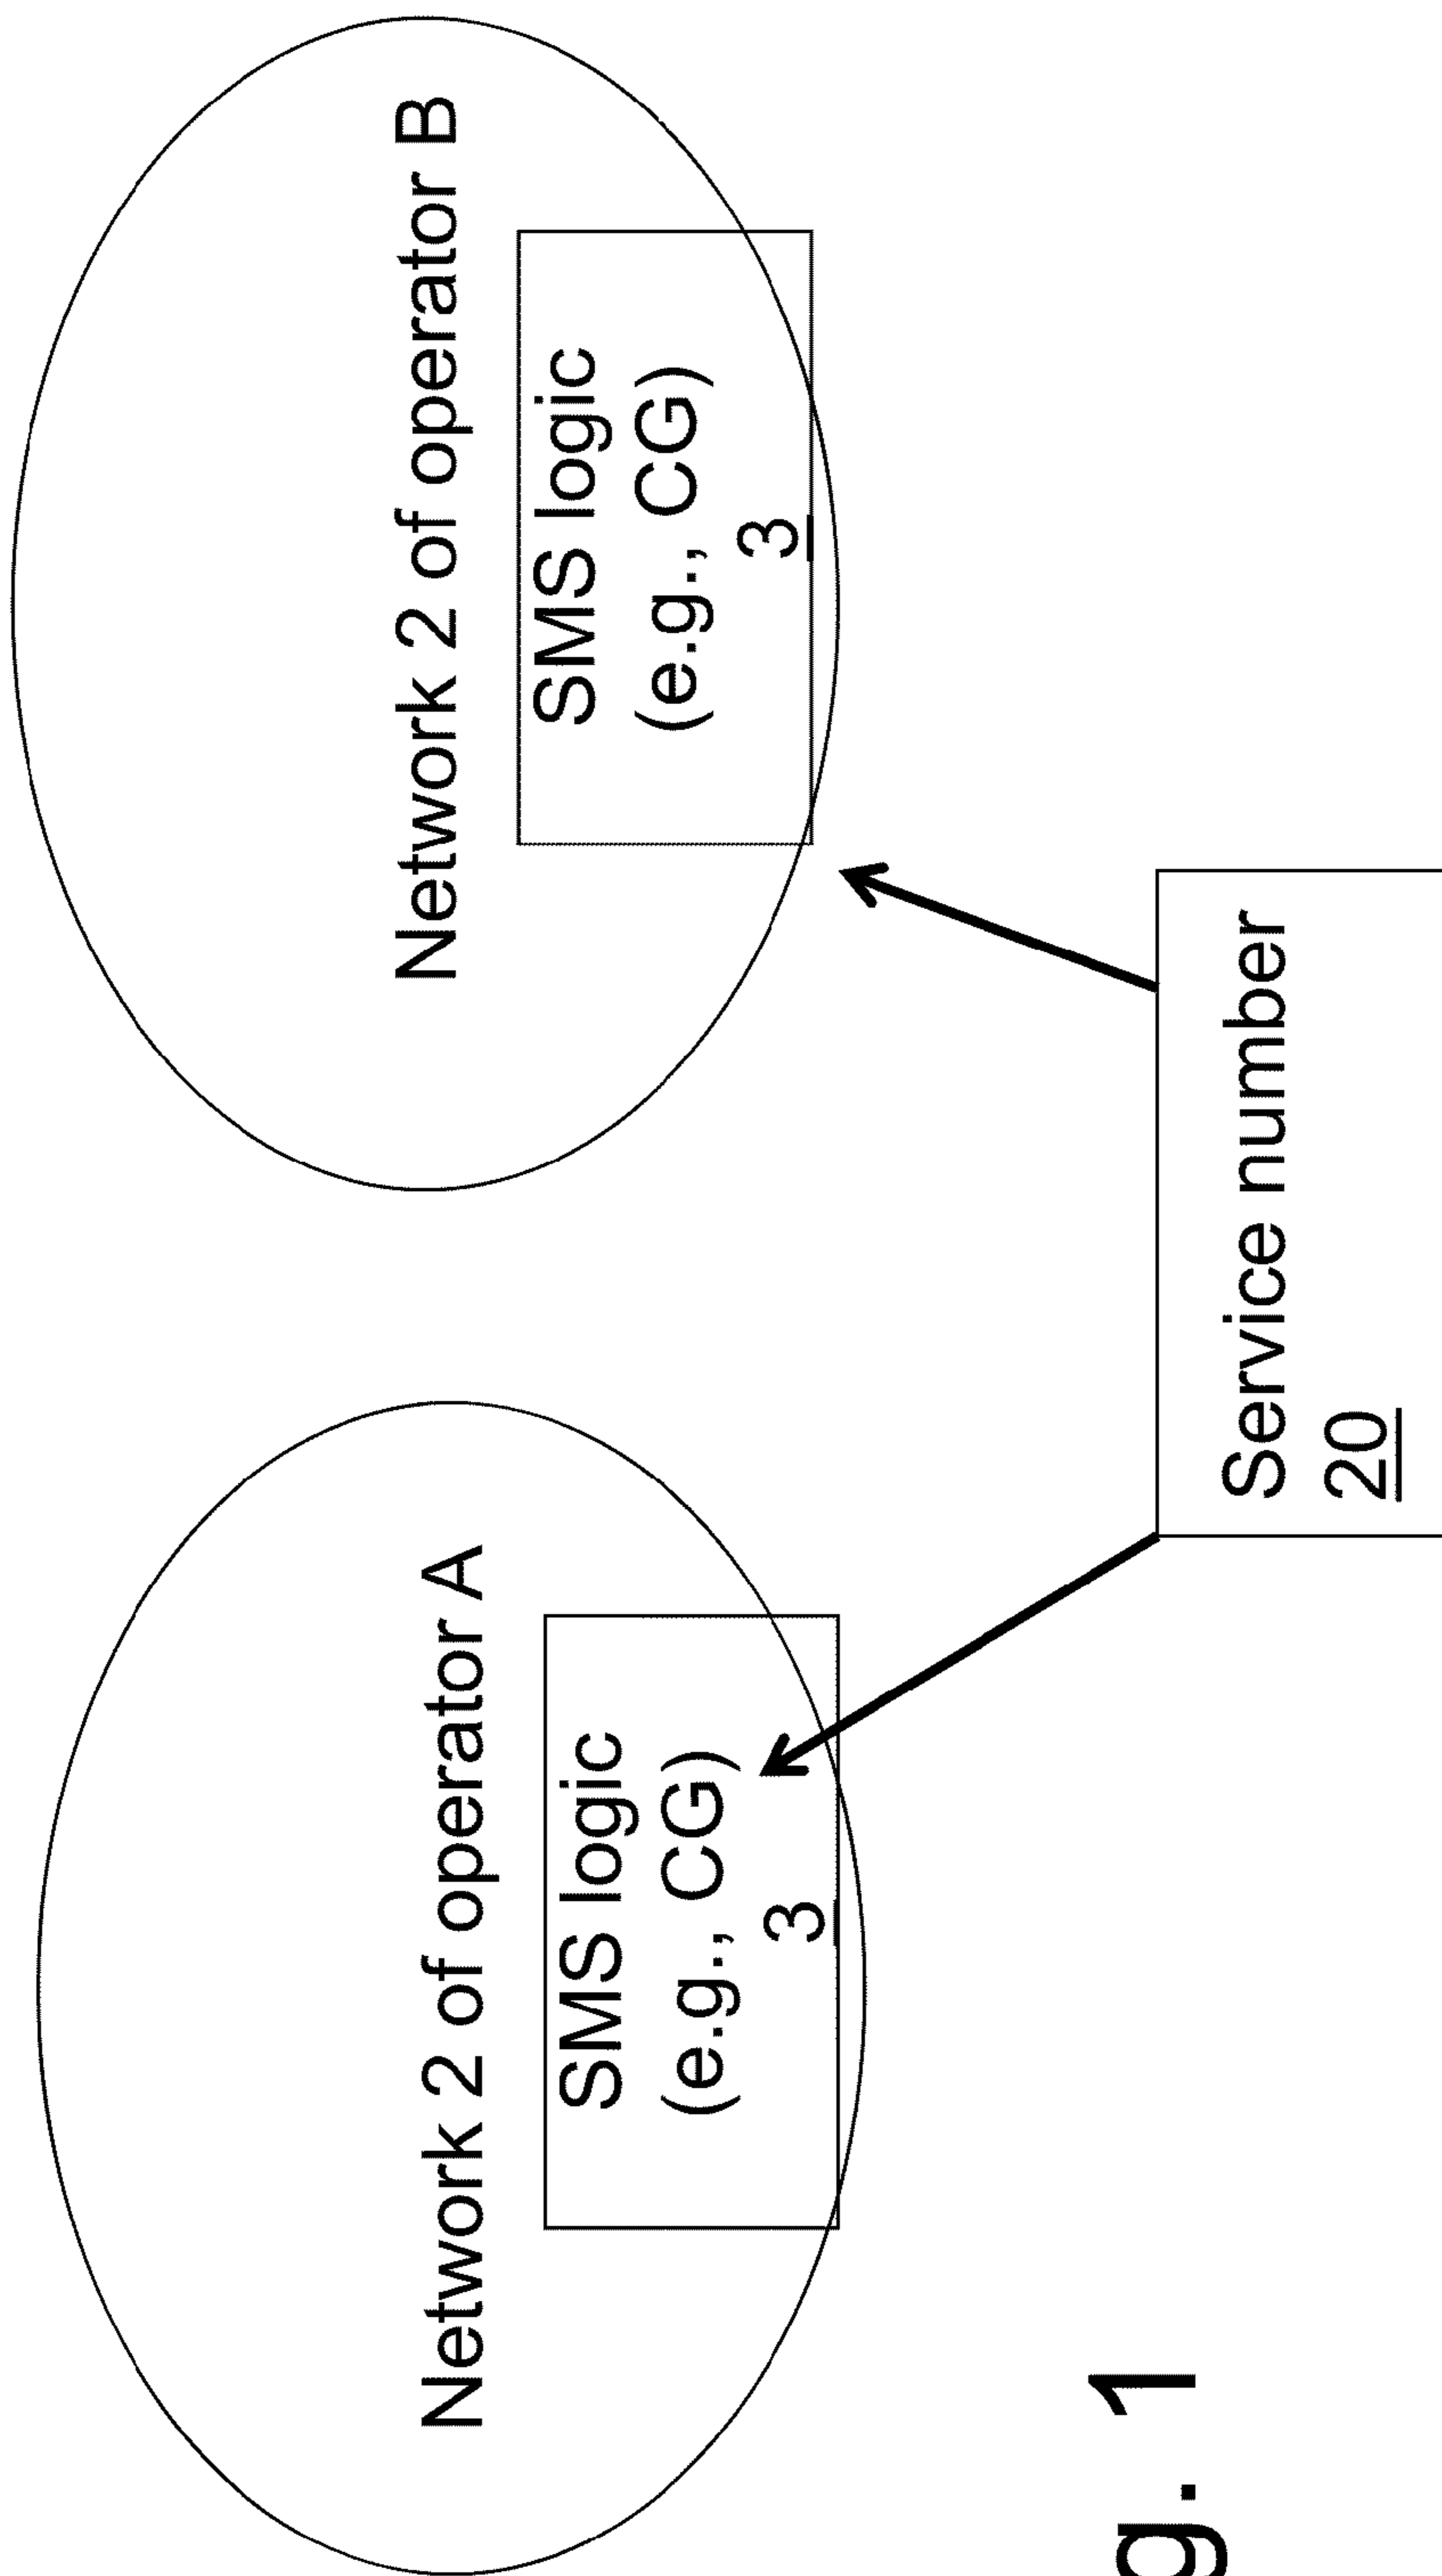 Network 2 of operator A
SMS logic
(e.g., CG)
3
Network 2 of operator B
SMS logic
(e.g., CG)
3
Service number
20
g. 1